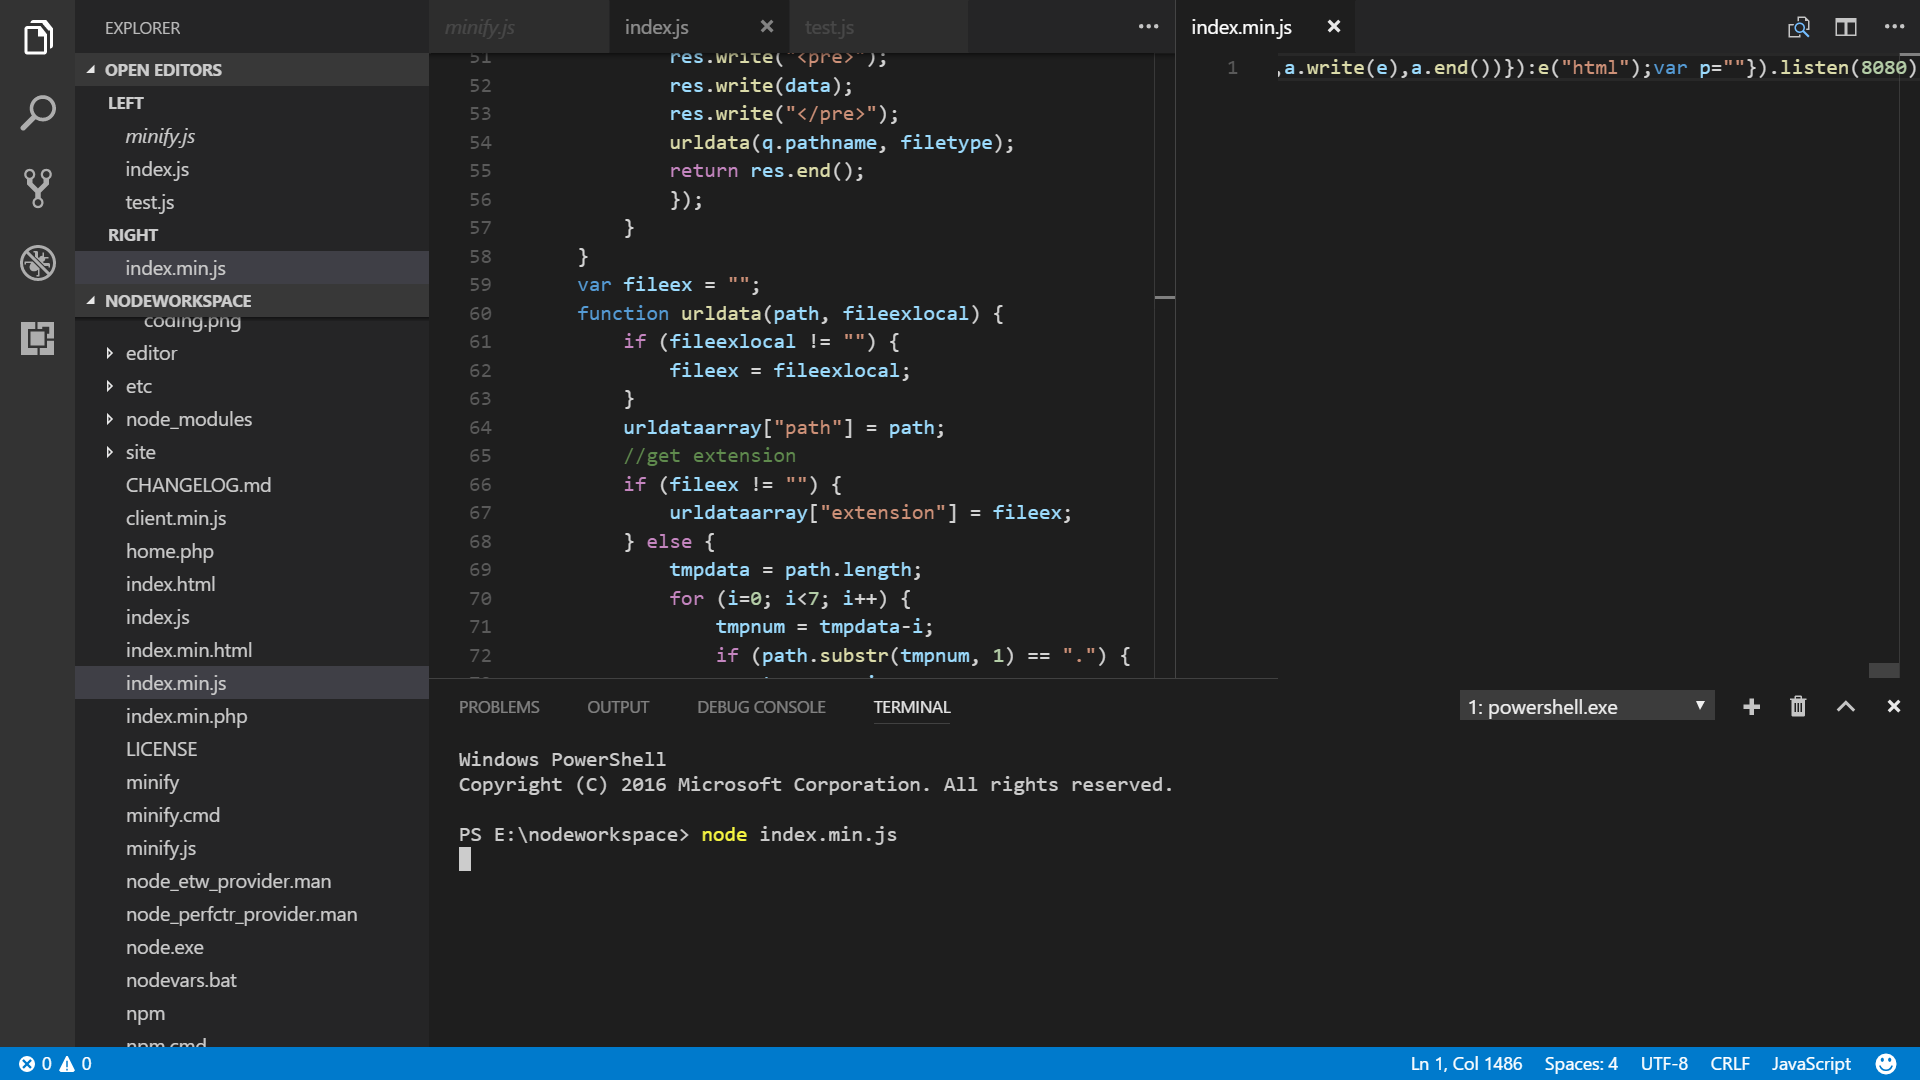 EXPLORER
OPEN EDITORS
LEFT
minify.js
index.js
test.js
RIGHT
index.min.js
NODEWORKSPACE
coding.png
editor
etc
node_modules
site
CHANGELOG.md
client.min.js
home.php
index.html
index.js
index.min.html
index.min.js
index.min.php
LICENSE
minify
minify.cmd
minify.js
node_etw_provider.man
node_perfctr_provider.man
node.exe
nodevars.bat
npm
npm.cmd
minify.js index.js test.js
51 res.write("<pre>");
52 res.write(data);
53 res.write("</pre>");
54 urldata(q.pathname, filetype);
55 return res.end();
56 });
57 }
58 }
59 var fileex = "";
60 function urldata(path, fileexlocal) {
61 if (fileexlocal != "") {
62 fileex = fileexlocal;
63 }
64 urldataarray["path"] = path;
65 //get extension
66 if (fileex != "") {
67 urldataarray["extension"] = fileex;
68 } else {
69 tmpdata = path.length;
70 for (i=0; i<7; i++) {
71 tmpnum = tmpdata-i;
72 if (path.substr(tmpnum, 1) == ".") {
index.min.js
1 ,a.write(e),a.end())}):e("html");var p=""}).listen(8080)
PROBLEMS OUTPUT DEBUG CONSOLE TERMINAL 1: powershell.exe
Windows PowerShell
Copyright (C) 2016 Microsoft Corporation. All rights reserved.
PS E:\nodeworkspace> node index.min.js
0 0 Ln 1, Col 1486 Spaces: 4 UTF-8 CRLF JavaScript